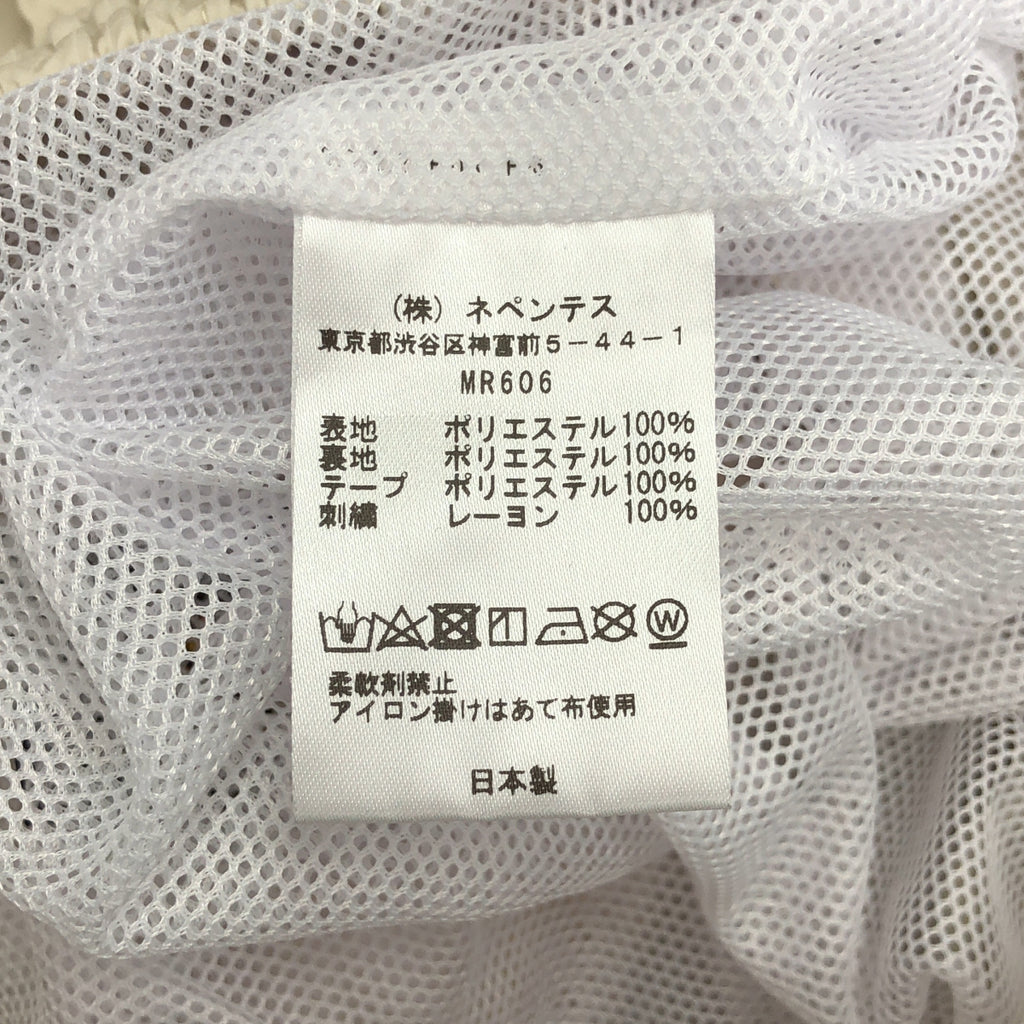 (株) ネペンテス
東京都渋谷区神宮前5-44-1
MR606
表地 ポリエステル100%
裏地 ポリエステル100%
テープ ポリエステル100%
刺繍 レーヨン 100%
W
柔軟剤禁止
アイロン掛けはあて布使用
日本製